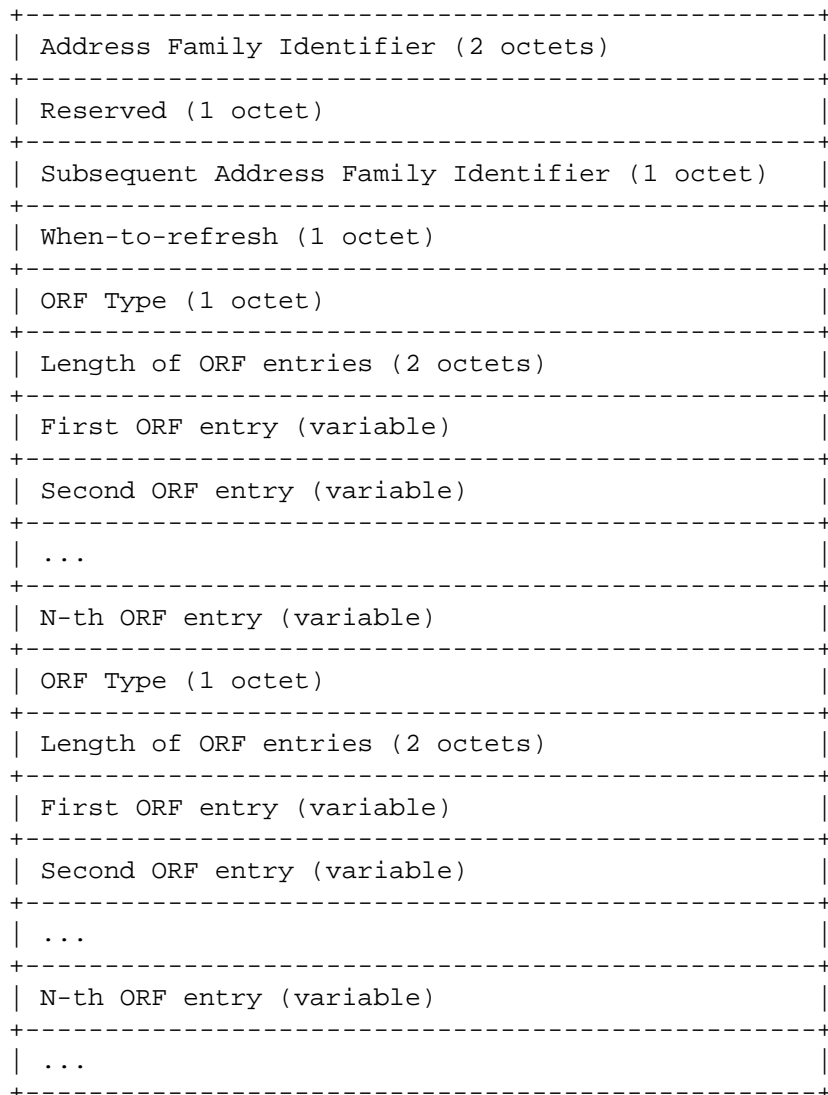 +--------------------------------------------------+
| Address Family Identifier (2 octets)             |
+--------------------------------------------------+
| Reserved (1 octet)                               |
+--------------------------------------------------+
| Subsequent Address Family Identifier (1 octet)   |
+--------------------------------------------------+
| When-to-refresh (1 octet)                        |
+--------------------------------------------------+
| ORF Type (1 octet)                               |
+--------------------------------------------------+
| Length of ORF entries (2 octets)                 |
+--------------------------------------------------+
| First ORF entry (variable)                       |
+--------------------------------------------------+
| Second ORF entry (variable)                      |
+--------------------------------------------------+
| ...                                              |
+--------------------------------------------------+
| N-th ORF entry (variable)                        |
+--------------------------------------------------+
| ORF Type (1 octet)                               |
+--------------------------------------------------+
| Length of ORF entries (2 octets)                 |
+--------------------------------------------------+
| First ORF entry (variable)                       |
+--------------------------------------------------+
| Second ORF entry (variable)                      |
+--------------------------------------------------+
| ...                                              |
+--------------------------------------------------+
| N-th ORF entry (variable)                        |
+--------------------------------------------------+
| ...                                              |
+--------------------------------------------------+